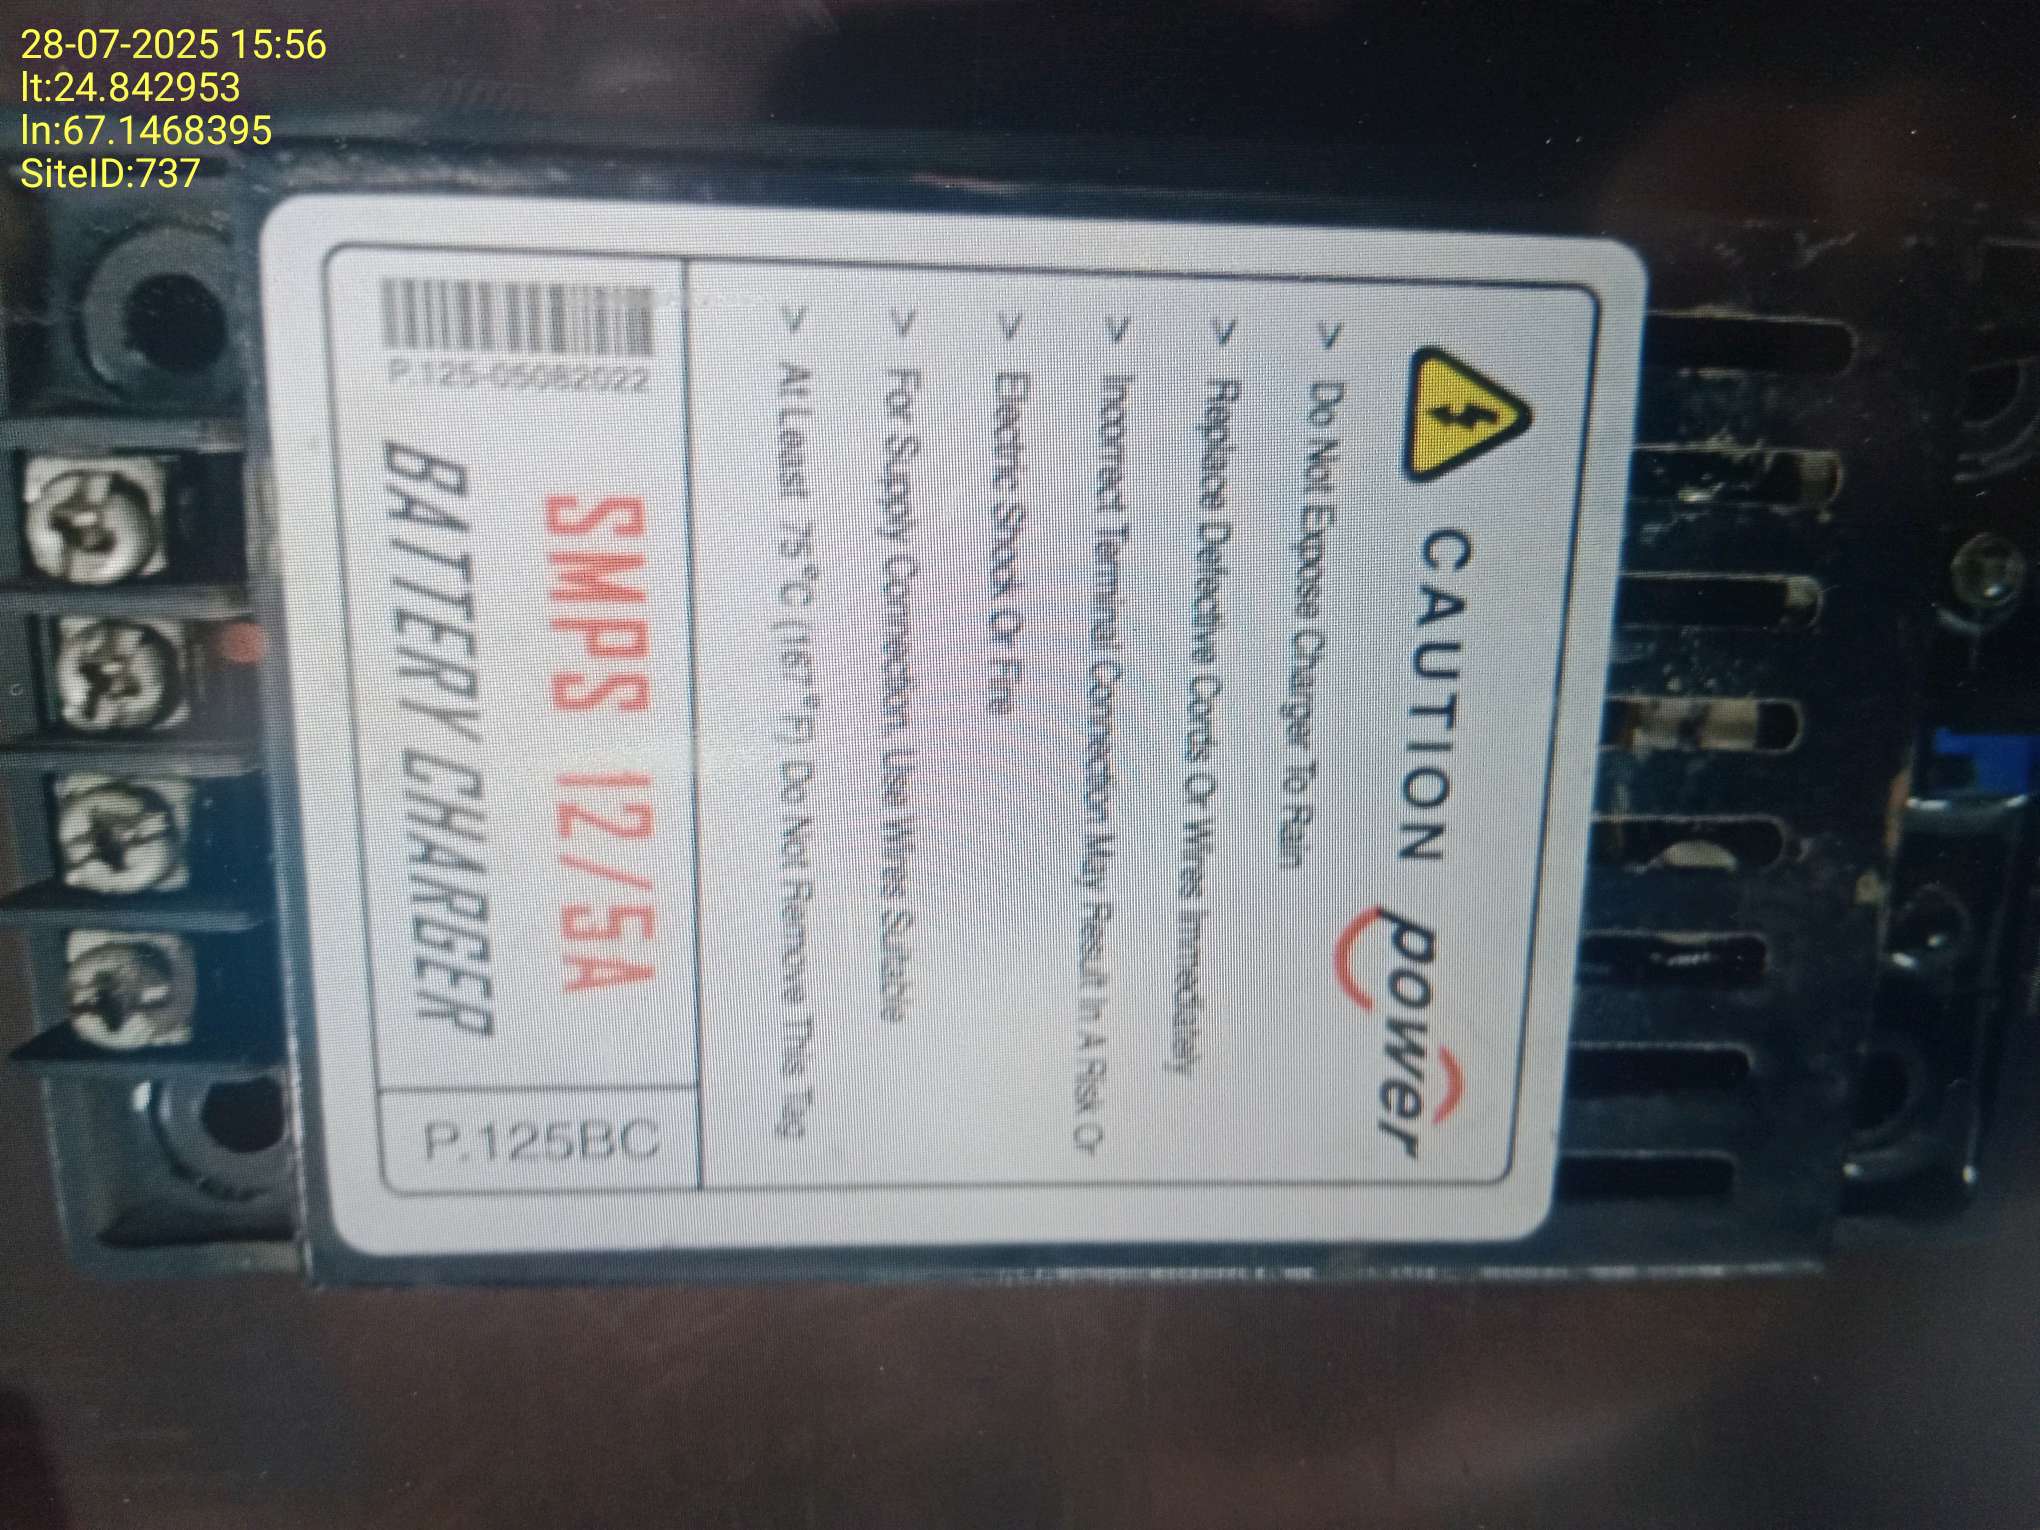 28-07-2025 15:56
lt:24.842953
ln:67.1468395
SiteID:737
CAUTION
power
> Do Not Expose Charger To Rain
> Replace Defective Cords Or Wires Immediately
> Incorrect Terminal Connection May Result In A Risk Or
> Electric Shock Or Fire
> For Supply Connection, Use Wires Suitable
> At Least 75°C (167°F) Do Not Remove This Tag
P.125-05082022
SMPS 12/5A
BATTERY CHARGER
P.125BC